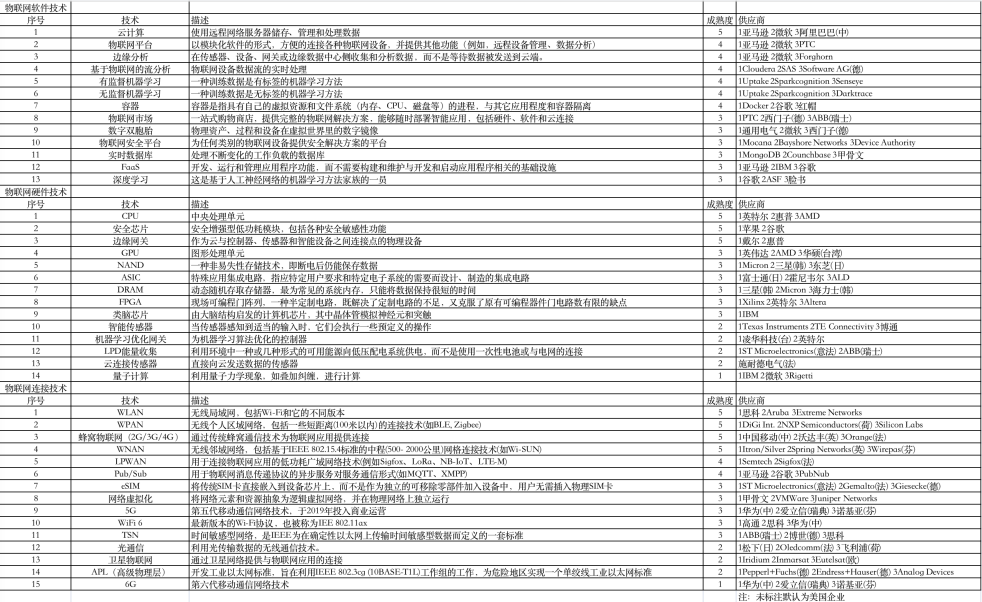 物联网软件技术
序号 技术 描述 成熟度 供应商
1 云计算 使用远程网络服务器储存、管理和处理数据 5 1亚马逊 2微软 3阿里巴巴(中)
2 物联网平台 以模块化软件的形式，方便的连接各种物联网设备，并提供其他功能（例如，远程设备管理、数据分析） 4 1亚马逊 2微软 3PTC
3 边缘分析 在传感器、设备、网关或边缘数据中心侧收集和分析数据，而不是等待数据被发送到云端。 4 1亚马逊 2微软 3Forghorn
4 基于物联网的流分析 物联网设备数据流的实时处理 4 1Cloudera 2SAS 3Software AG(德)
5 有监督机器学习 一种训练数据是有标签的机器学习方法 4 1Uptake 2Sparkcognition 3Senseye
6 无监督机器学习 一种训练数据是无标签的机器学习方法 4 1Uptake 2Sparkcognition 3Darktrace
7 容器 容器是指具有自己的虚拟资源和文件系统（内存、CPU、磁盘等）的进程，与其它应用程度和容器隔离 4 1Docker 2谷歌 3红帽
8 物联网市场 一站式购物商店，提供完整的物联网解决方案，能够随时部署智能应用，包括硬件、软件和云连接 3 1PTC 2西门子(德) 3ABB(瑞士)
9 数字双胞胎 物理资产、过程和设备在虚拟世界里的数字镜像 3 1通用电气 2微软 3西门子(德)
10 物联网安全平台 为任何类别的物联网设备提供安全解决方案的平台 3 1Mocana 2Bayshore Networks 3Device Authority
11 实时数据库 处理不断变化的工作负载的数据库 3 1MongoDB 2Counchbase 3甲骨文
12 FaaS 开发、运行和管理应用程序功能，而不需要构建和维护与开发和启动应用程序相关的基础设施 3 1亚马逊 2IBM 3谷歌
13 深度学习 这是基于人工神经网络的机器学习方法家族的一员 3 1谷歌 2ASF 3脸书
物联网硬件技术
序号 技术 描述 成熟度 供应商
1 CPU 中央处理单元 5 1英特尔 2惠普 3AMD
2 安全芯片 安全增强型低功耗模块，包括各种安全敏感性功能 5 1苹果 2谷歌
3 边缘网关 作为云与控制器、传感器和智能设备之间连接点的物理设备 5 1戴尔 2惠普
4 GPU 图形处理单元 3 1英伟达 2AMD 3华硕(台湾)
5 NAND 一种非易失性存储技术，即断电后仍能保存数据 3 1Micron 2三星(韩) 3东芝(日)
6 ASIC 特殊应用集成电路，指应特定用户要求和特定电子系统的需要而设计、制造的集成电路 3 1富士通(日) 2霍尼韦尔 3ALD
7 DRAM 动态随机存取存储器，最为常见的系统内存，只能将数据保持很短的时间 3 1三星(韩) 2Micron 3海力士(韩)
8 FPGA 现场可编程门阵列，一种半定制电路，既解决了定制电路的不足，又克服了原有可编程器件门电路数有限的缺点 3 1Xilinx 2英特尔 3Altera
9 类脑芯片 由大脑结构启发的计算机芯片，其中晶体管模拟神经元和突触 3 1IBM
10 智能传感器 当传感器感知到适当的输入时，它们会执行一些预定义的操作 2 1Texas Instruments 2TE Connectivity 3博通
11 机器学习优化网关 为机器学习算法优化的控制器 2 1凌华科技(台) 2英特尔
12 LPD能量收集 利用环境中一种或几种形式的可用能源向低压配电系统供电，而不是使用一次性电池或与电网的连接 2 1ST Microelectronics(意法) 2ABB(瑞士)
13 云连接传感器 直接向云发送数据的传感器 2 施耐德电气(法)
14 量子计算 利用量子力学现象，如叠加纠缠，进行计算 1 1IBM 2微软 3Rigetti
物联网连接技术
序号 技术 描述 成熟度 供应商
1 WLAN 无线局域网，包括Wi-Fi和它的不同版本 5 1思科 2Aruba 3Extreme Networks
2 WPAN 无线个人区域网络，包括一些短距离(100米以内)的连接技术(如BLE, Zigbee) 5 1DiGi Int. 2NXP Semiconductors(荷) 3Silicon Labs
3 蜂窝物联网（2G/3G/4G） 通过传统蜂窝通信技术为物联网应用提供连接 5 1中国移动(中) 2沃达丰(英) 3Orange(法)
4 WNAN 无线邻域网络，包括基于IEEE 802.15.4标准的中程(500- 2000公里)网格连接技术(如Wi-SUN) 5 1Itron/Silver 2Spring Networks(英) 3Wirepas(芬)
5 LPWAN 用于连接物联网应用的低功耗广域网络技术(例如Sigfox、LoRa、NB-IoT、LTE-M) 4 1Semtech 2Sigfox(法)
6 Pub/Sub 用于物联网消息传递协议的异步服务对服务通信形式(如MQTT、XMPP) 4 1亚马逊 2谷歌 3PubNub
7 eSIM 将传统SIM卡直接嵌入到设备芯片上，而不是作为独立的可移除零部件加入设备中，用户无需插入物理SIM卡 3 1ST Microelectronics(意法) 2Gemalto(法) 3Giesecke(德)
8 网络虚拟化 将网络元素和资源抽象为逻辑虚拟网络，并在物理网络上独立运行 3 1甲骨文 2VMWare 3Juniper Networks
9 5G 第五代移动通信网络技术，于2019年投入商业运营 3 1华为(中) 2爱立信(瑞典) 3诺基亚(芬)
10 WiFi 6 最新版本的Wi-Fi协议，也被称为IEE 802.11ax 3 1高通 2思科 3华为(中)
11 TSN 时间敏感型网络，是IEEE为在确定性以太网上传输时间敏感型数据而定义的一套标准 3 1ABB(瑞士) 2博世(德) 3思科
12 光通信 利用光传输数据的无线通信技术。 2 1松下(日) 2Oledcomm(法) 3飞利浦(荷)
13 卫星物联网 通过卫星网络提供与物联网应用的连接 2 1Iridium 2Inmarsat 3Eutelsat(欧)
14 APL（高级物理层） 开发工业以太网标准，旨在利用IEEE 802.3cg (10BASE-T1L)工作组的工作，为危险地区实现一个单绞线工业以太网标准 2 1Pepperl+Fuchs(德) 2Endress+Hauser(德) 3Analog Devices
15 6G 第六代移动通信网络技术 1 1华为(中) 2爱立信(瑞典) 3诺基亚(芬)
注：未标注默认为美国企业